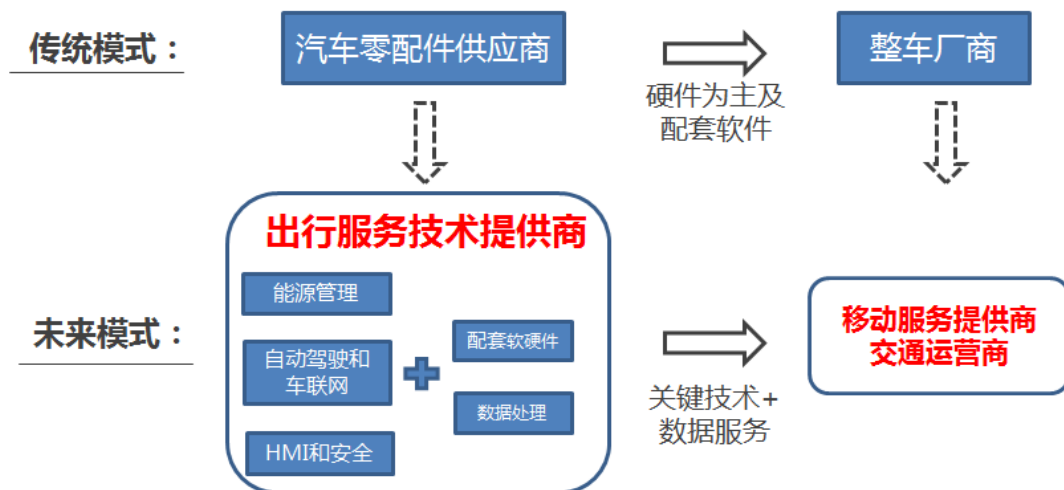 传统模式：
汽车零配件供应商
整车厂商
硬件为主及
配套软件
出行服务技术提供商
能源管理
未来模式：
自动驾驶和
车联网
配套软硬件
数据处理
HMI和安全
关键技术+
数据服务
移动服务提供商
交通运营商